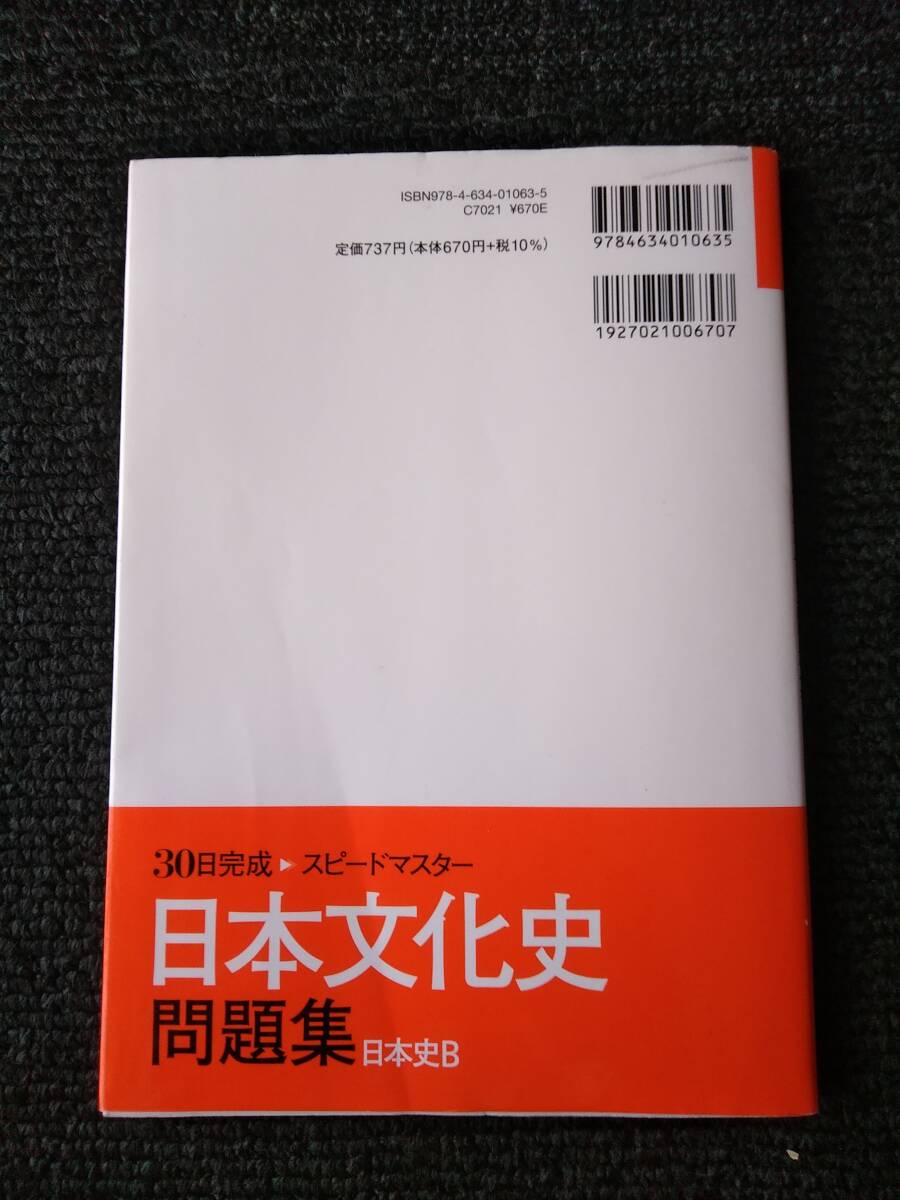 ISBN978-4-634-01063-5
C7021 ¥670E
定価737円(本体670円+税10%)
9784634010635
1927021006707
30日完成▶スピードマスター
日本文化史
問題集 日本史B